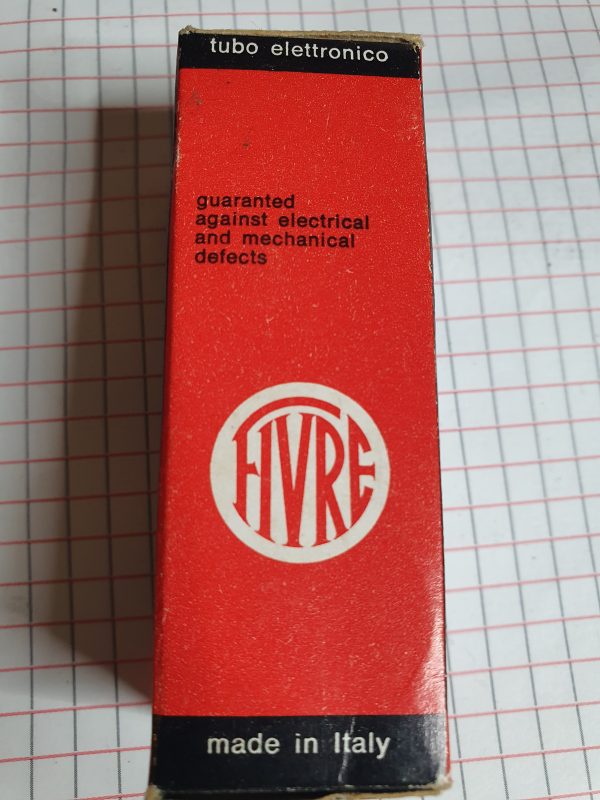 tubo elettronico
guaranted
against electrical
and mechanical
defects
FIVRE
made in Italy